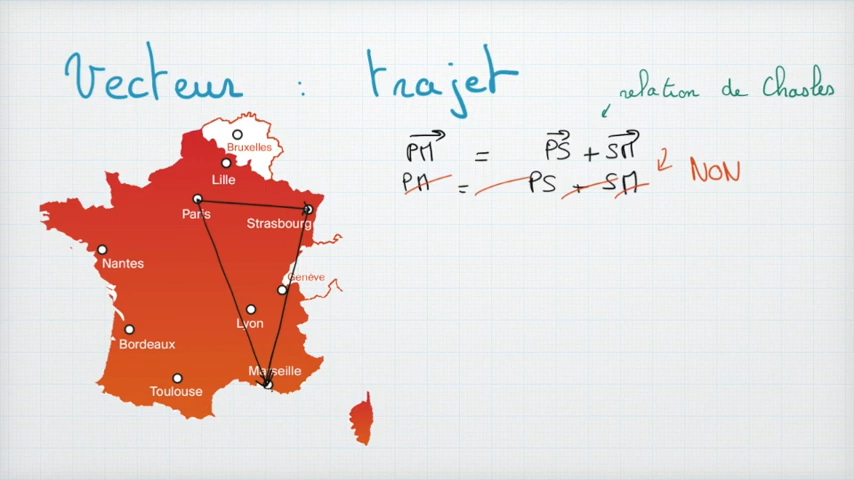 Vecteur : trajet
relation de Chasles
PM = PS + SM
PM = PS + SM
NON
Bruxelles
Lille
Paris
Strasbourg
Nantes
Genève
Lyon
Bordeaux
Marseille
Toulouse